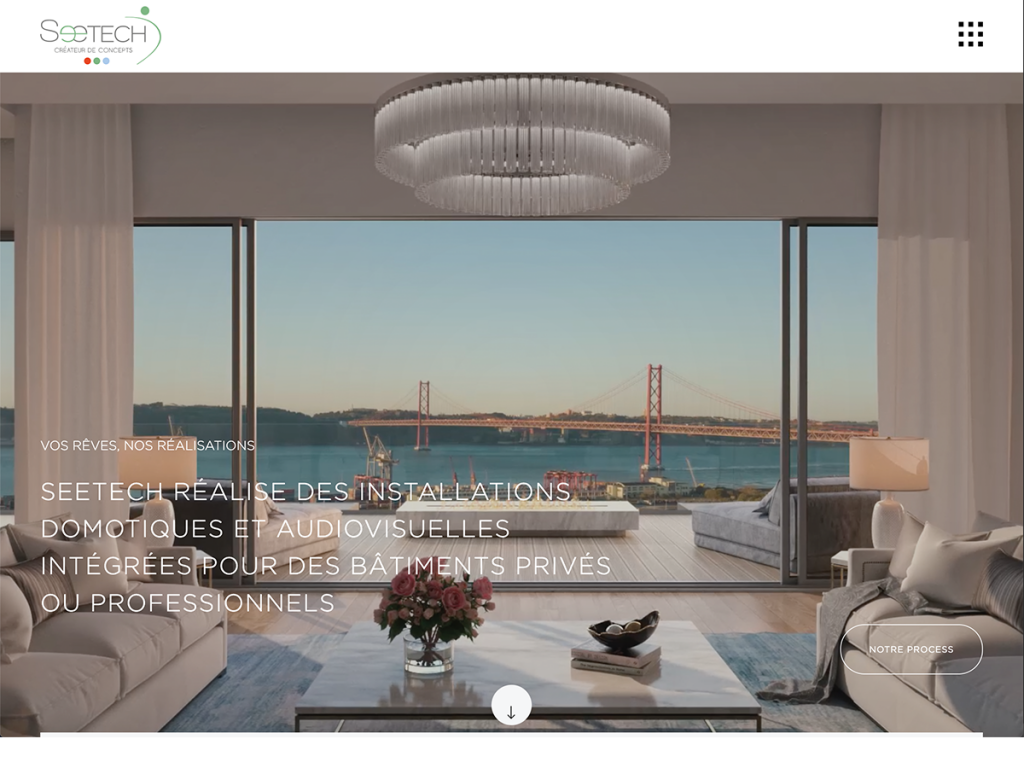 SeeTECH
CRÉATEUR DE CONCEPTS
VOS RÊVES, NOS RÉALISATIONS
SEETECH RÉALISE DES INSTALLATIONS
DOMOTIQUES ET AUDIOVISUELLES
INTÉGRÉES POUR DES BÂTIMENTS PRIVÉS
OU PROFESSIONNELS
NOTRE PROCESS